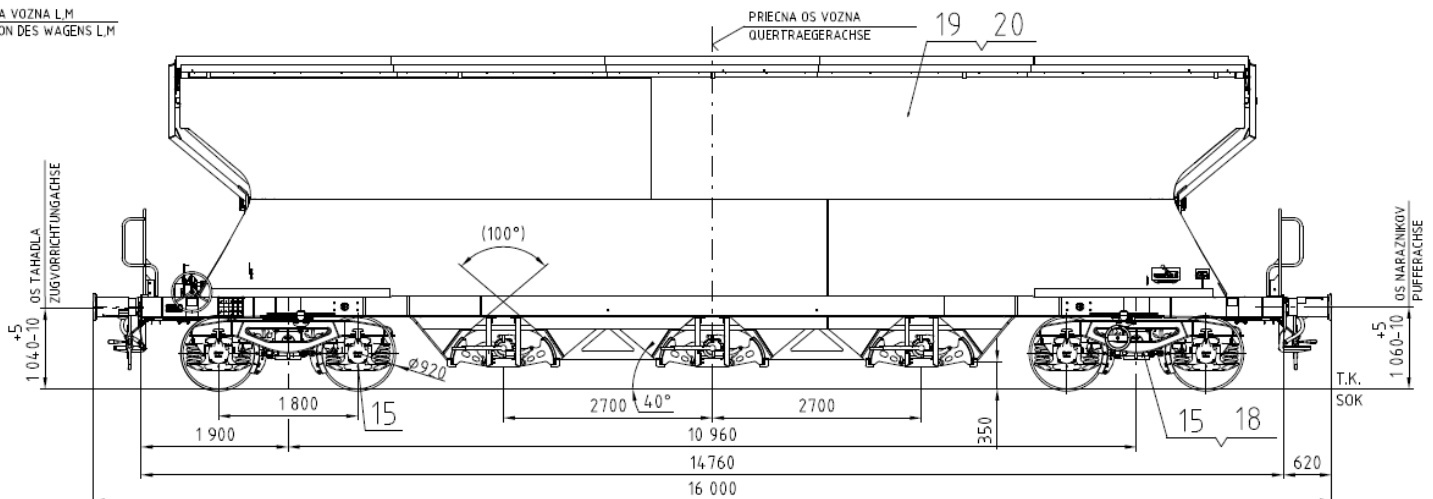 A VOZNA L,M
ON DES WAGENS L,M
PRIECNA OS VOZNA
QUERTRAEGERACHSE
19 20
(100°)
OS TAHADLA
ZUGVORRICHTUNGACHSE
+5
1 040-10
OS NARAZNIKOV
PUFFERACHSE
+5
1 060-10
Ø920
T.K.
SOK
1 800
15
2700
40°
2700
350
15 18
1 900
10 960
14760
620
16 000